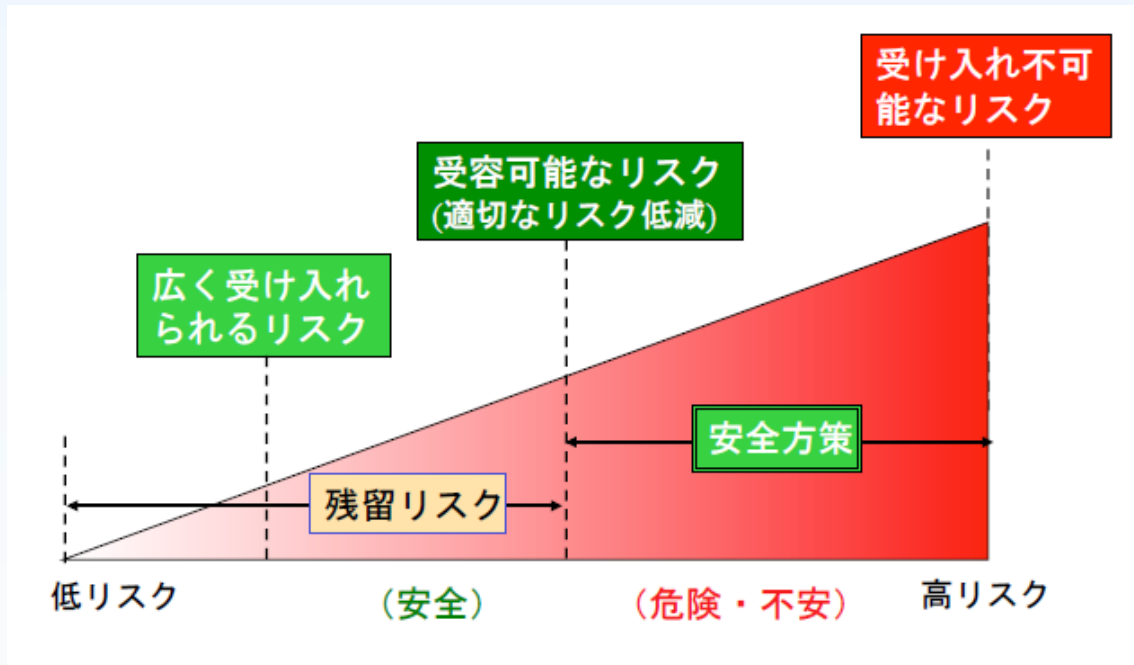 受け入れ不可
能なリスク
受容可能なリスク
(適切なリスク低減)
広く受け入れ
られるリスク
安全方策
残留リスク
低リスク
（安全）
（危険・不安）
高リスク